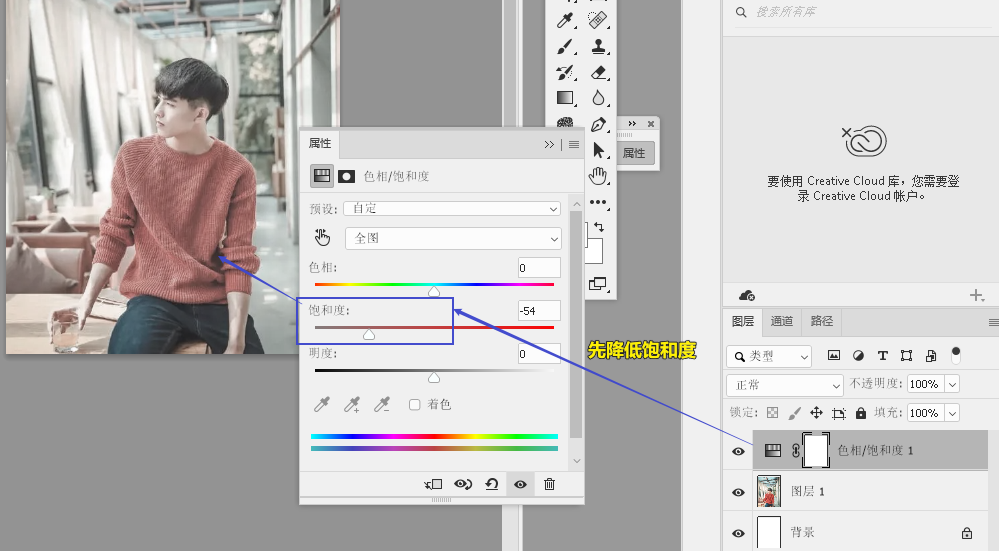 搜索所有库
属性
属性
色相/饱和度
要使用 Creative Cloud 库，您需要登
录 Creative Cloud 帐户。
预设: 自定
全图
色相: 0
饱和度: -54
明度: 0
着色
先降低饱和度
图层 通道 路径
类型
正常 不透明度: 100%
锁定: 填充: 100%
色相/饱和度 1
图层 1
背景